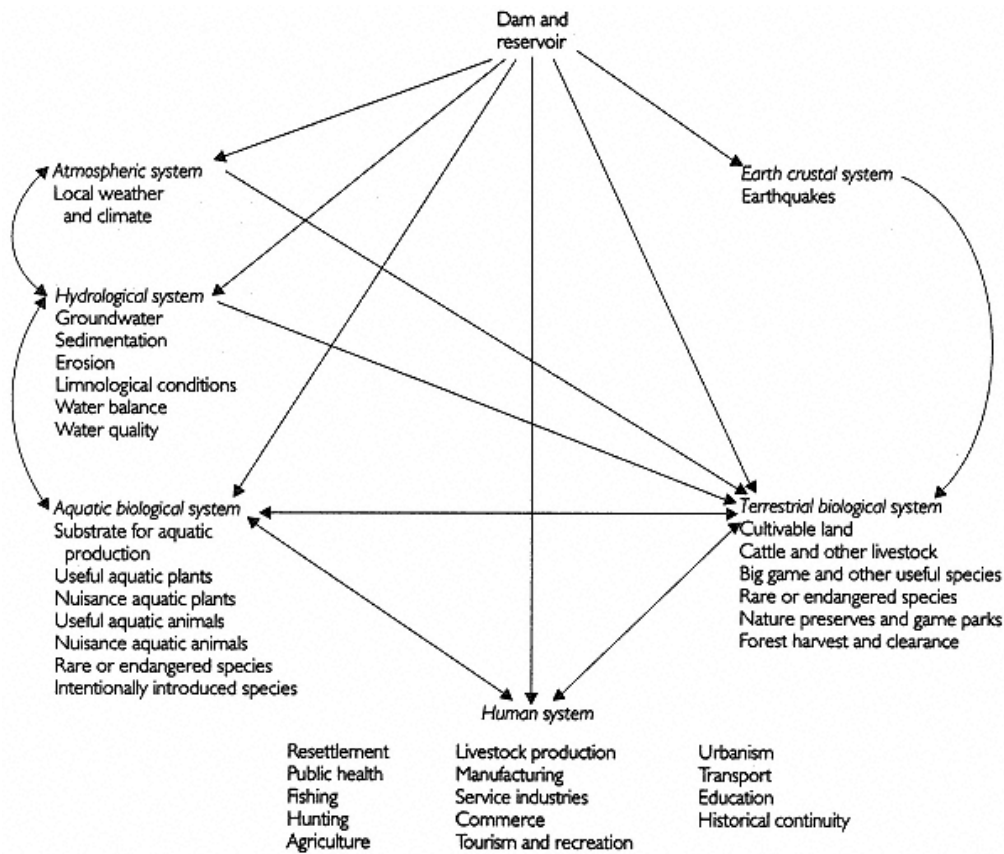 Dam and
reservoir
Atmospheric system
Local weather
and climate
Earth crustal system
Earthquakes
Hydrological system
Groundwater
Sedimentation
Erosion
Limnological conditions
Water balance
Water quality
Aquatic biological system
Substrate for aquatic
production
Useful aquatic plants
Nuisance aquatic plants
Useful aquatic animals
Nuisance aquatic animals
Rare or endangered species
Intentionally introduced species
Terrestrial biological system
Cultivable land
Cattle and other livestock
Big game and other useful species
Rare or endangered species
Nature preserves and game parks
Forest harvest and clearance
Human system
Resettlement
Public health
Fishing
Hunting
Agriculture
Livestock production
Manufacturing
Service industries
Commerce
Tourism and recreation
Urbanism
Transport
Education
Historical continuity